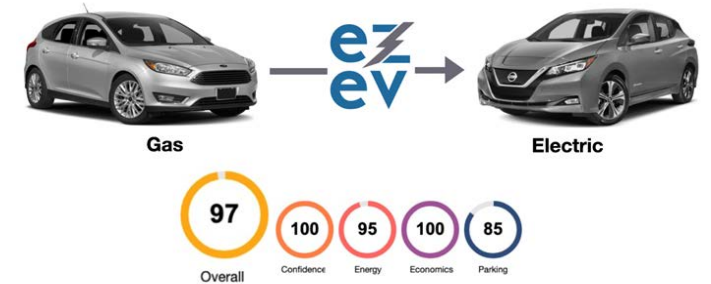 ez
ev
Gas
Electric
97
100
95
100
85
Overall
Confidence
Energy
Economics
Parking